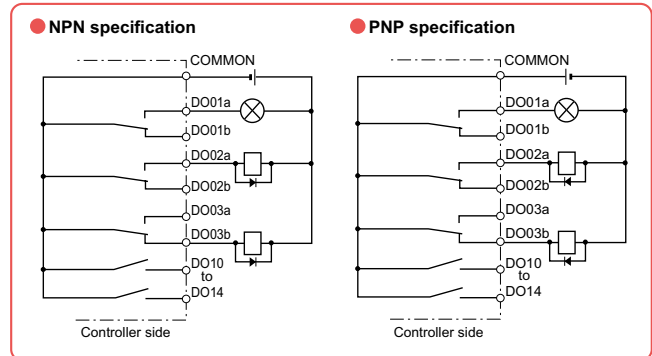 NPN specification
COMMON
DO01a
DO01b
DO02a
DO02b
DO03a
DO03b
DO10
to
DO14
Controller side
PNP specification
COMMON
DO01a
DO01b
DO02a
DO02b
DO03a
DO03b
DO10
to
DO14
Controller side